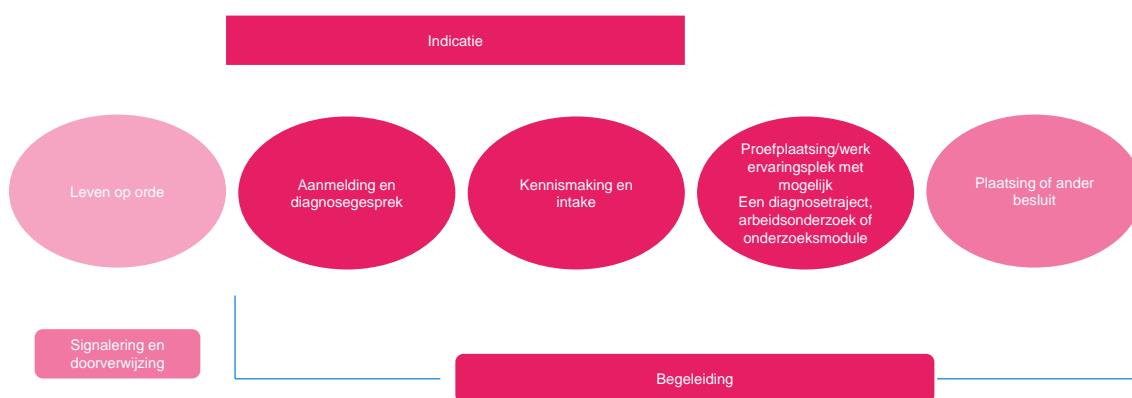 Indicatie
Leven op orde
Aanmelding en
diagnosegesprek
Kennismaking en
intake
Proefplaatsing/werk
ervaringsplek met
mogelijk
Een diagnosetraject,
arbeidsonderzoek of
onderzoeksmodule
Plaatsing of ander
besluit
Signalering en
doorverwijzing
Begeleiding